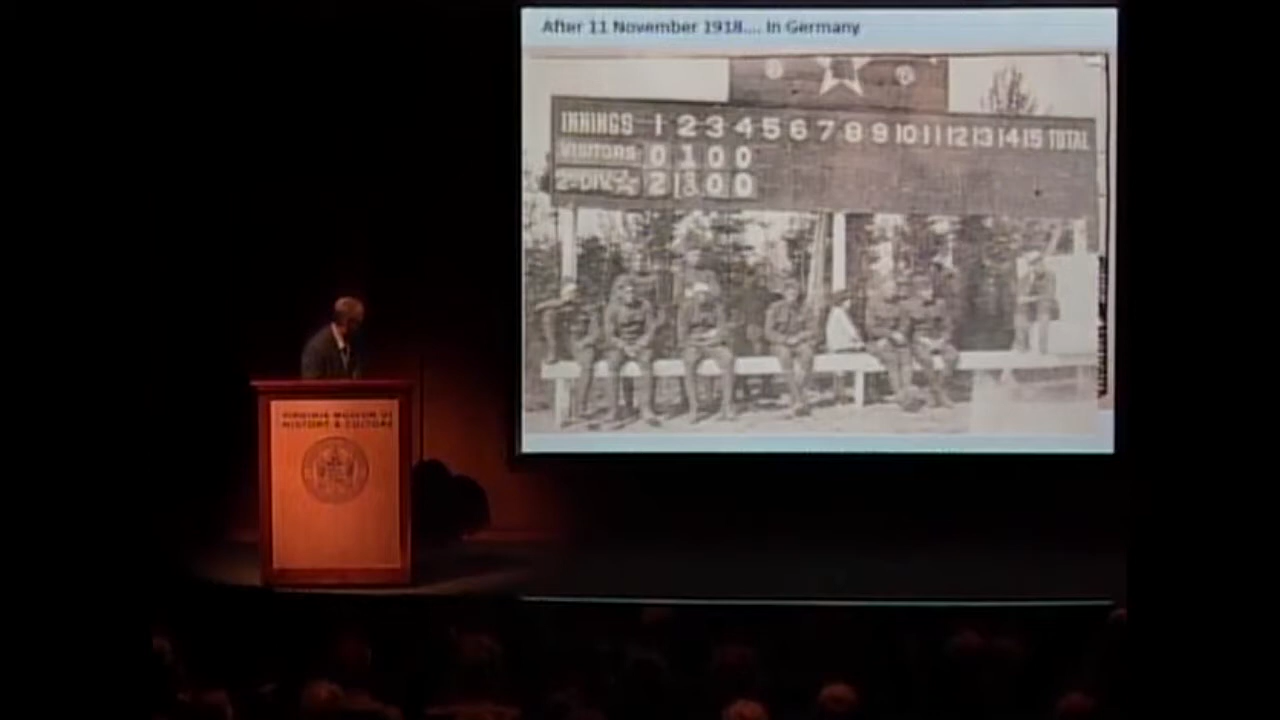 After 11 November 1918.... In Germany
INNINGS 1 2 3 4 5 6 7 8 9 10 11 12 13 14 15 TOTAL
VISITORS 0 1 0 0
2ND DIV. 2 13 0 0
VIRGINIA MUSEUM OF
HISTORY & CULTURE